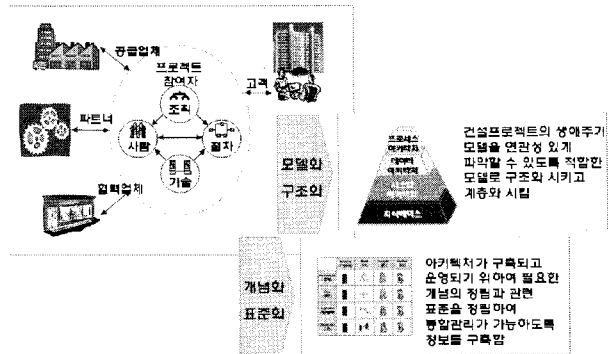 공급업체
프로젝트
참여자
고객
조직
파트너
사람
절차
기술
협력업체
모델화
구조화
프로세스
아키텍처
데이터
아키텍처
건설프로젝트의 생애주기
모델을 연관성 있게
파악할 수 있도록 적합한
모델로 구조화 시키고
계층화 시킴
개념화
표준화
아키텍처가 구축되고
운영되기 위하여 필요한
개념의 정립과 관련
표준을 정립하여
통합관리가 가능하도록
정보를 구축함